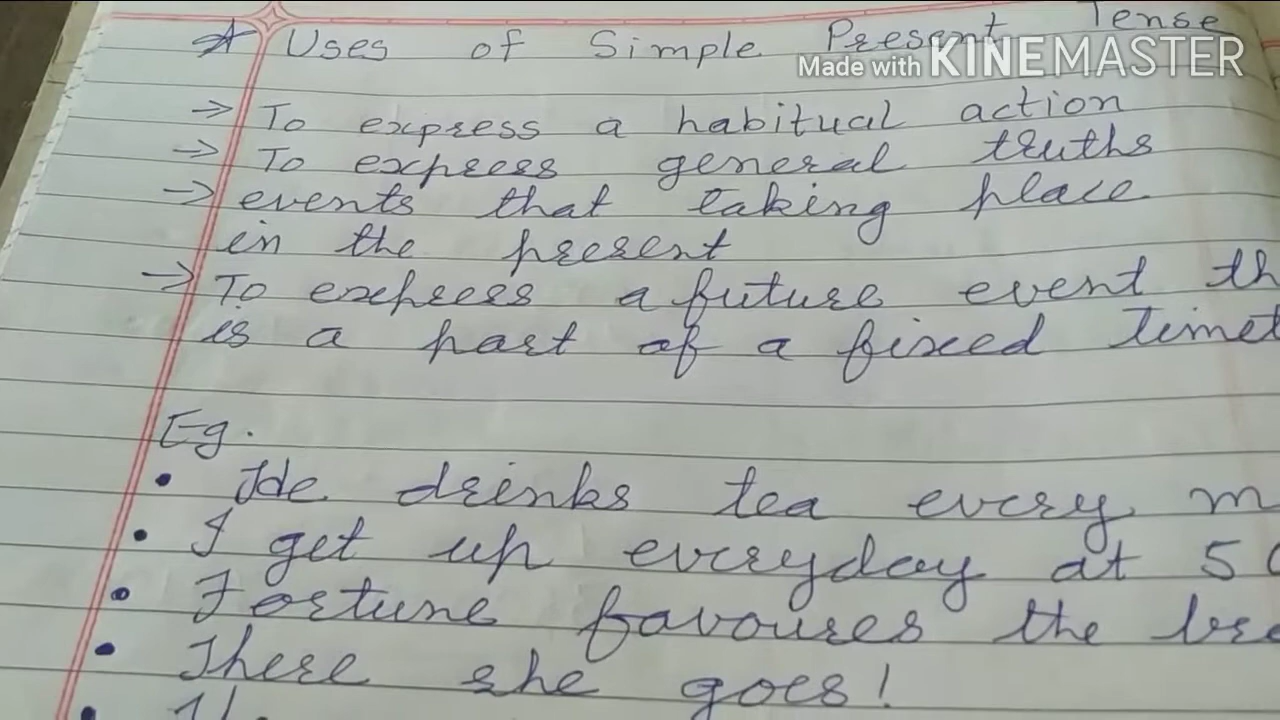 ☆ Uses of Simple Present Tense
Made with KINEMASTER
→ To express a habitual action
→ To express general truths
→ events that taking place
in the present
→ To express a future event th
is a part of a fixed timet
Eg.
• He drinks tea every m
• I get up everyday at 5
• Fortune favoures the br
• There she goes!